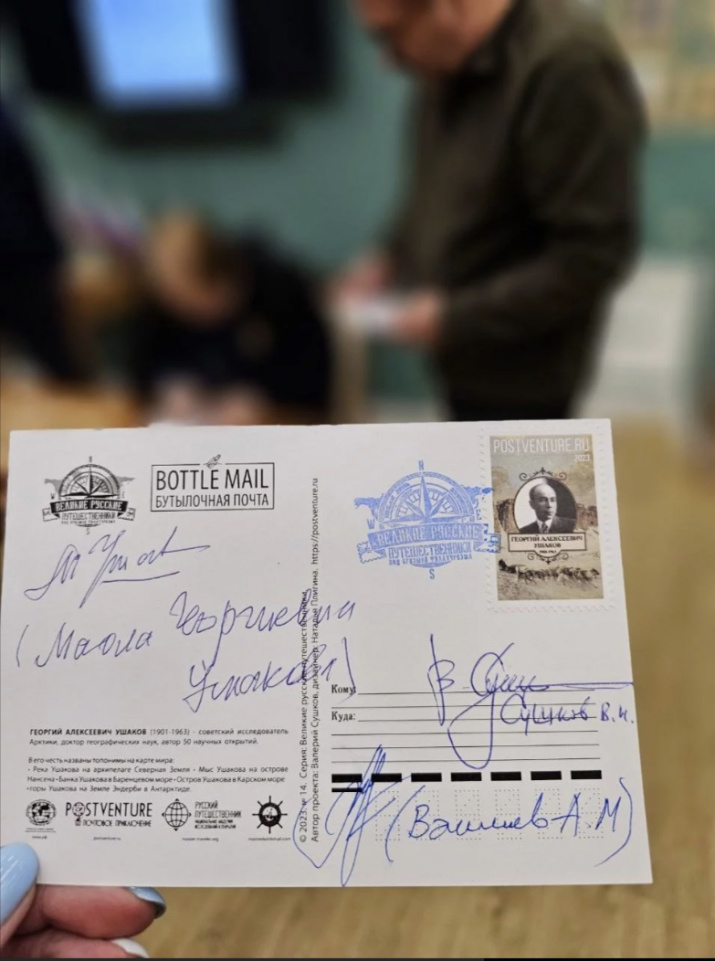 ВЕЛИКИЕ РУССКИЕ
ПУТЕШЕСТВЕННИКИ
BOTTLE MAIL
БУТЫЛОЧНАЯ ПОЧТА
(Маола Георгиевна
Ушакова)
ГЕОРГИЙ АЛЕКСЕЕВИЧ УШАКОВ (1901-1963) - советский исследователь
Арктики, доктор географических наук, автор 50 научных открытий.
В его честь названы топонимы на карте мира:
- Река Ушакова на архипелаге Северная Земля - Мыс Ушакова на острове
Нансена -Банка Ушакова в Баренцевом море -Остров Ушакова в Карском море
-горы Ушакова на Земле Эндерби в Антарктиде.
POSTVENTURE
ПОЧТОВОЕ ПРИКЛЮЧЕНИЕ
РУССКИЙ
ПУТЕШЕСТВЕННИК
© 2023, № 14. Серия: Великие русские путешественники.
Автор проекта: Валерий Сушков, дизайнер: Наталья Плигина. https://postventure.ru
N
W
E
S
ВЕЛИКИЕ РУССКИЕ
ПУТЕШЕСТВЕННИКИ
POSTVENTURE.RU
2023
ГЕОРГИЙ АЛЕКСЕЕВИЧ
УШАКОВ
1901-1963
Кому
Куда:
Сушков В.И.